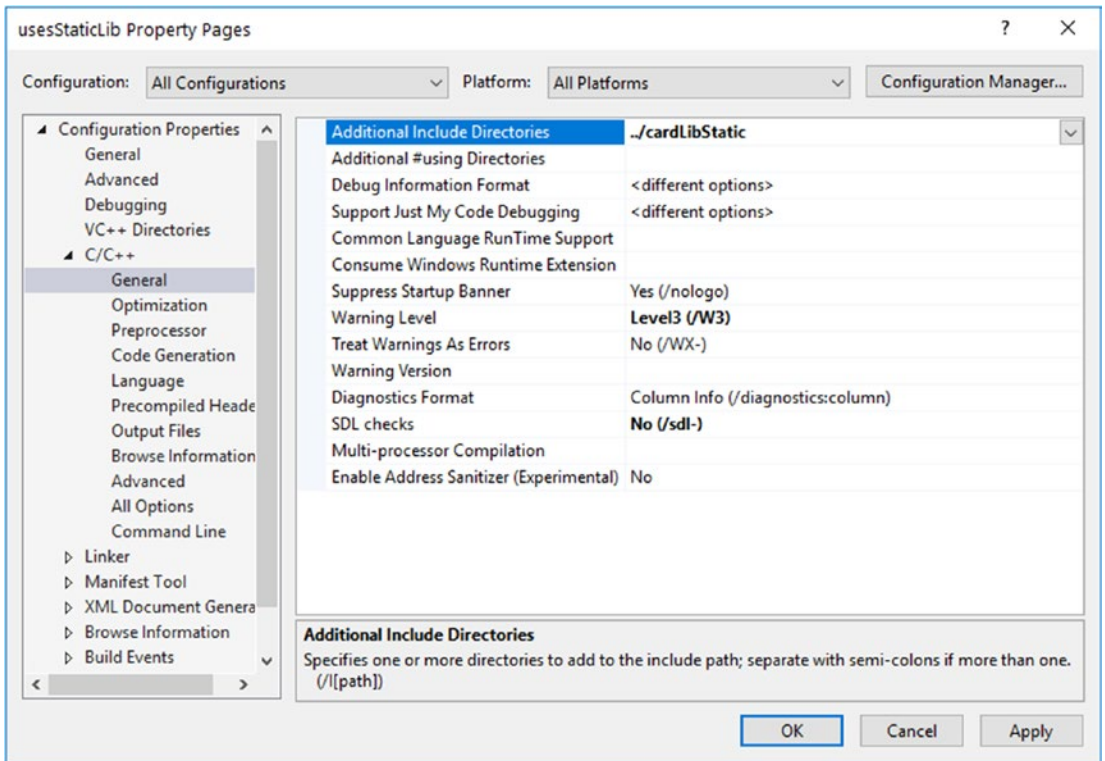 usesStaticLib Property Pages ? ×
Configuration: All Configurations Platform: All Platforms Configuration Manager...
Configuration Properties
General
Advanced
Debugging
VC++ Directories
C/C++
General
Optimization
Preprocessor
Code Generation
Language
Precompiled Heade
Output Files
Browse Information
Advanced
All Options
Command Line
Linker
Manifest Tool
XML Document Genera
Browse Information
Build Events
Additional Include Directories ../cardLibStatic
Additional #using Directories
Debug Information Format <different options>
Support Just My Code Debugging <different options>
Common Language RunTime Support
Consume Windows Runtime Extension
Suppress Startup Banner Yes (/nologo)
Warning Level Level3 (/W3)
Treat Warnings As Errors No (/WX-)
Warning Version
Diagnostics Format Column Info (/diagnostics:column)
SDL checks No (/sdl-)
Multi-processor Compilation
Enable Address Sanitizer (Experimental) No
Additional Include Directories
Specifies one or more directories to add to the include path; separate with semi-colons if more than one.
(/I[path])
OK Cancel Apply